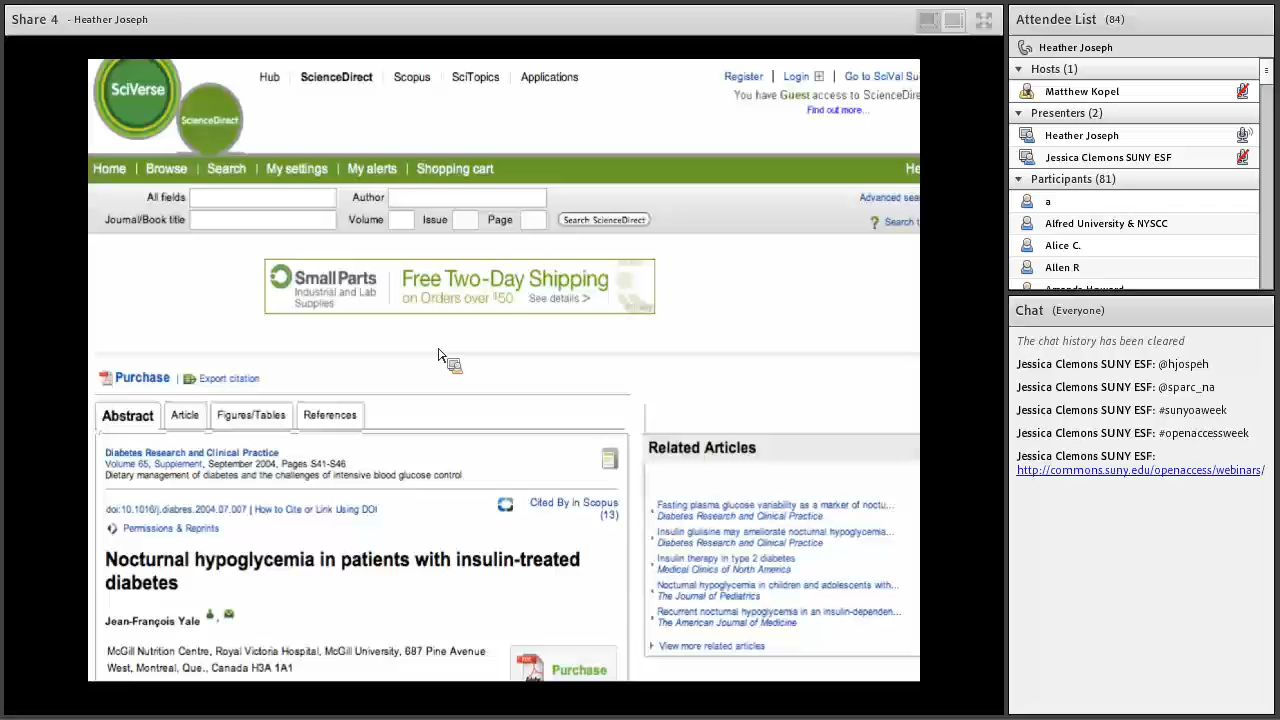 Share 4 - Heather Joseph
SciVerse
ScienceDirect
Hub ScienceDirect Scopus SciTopics Applications
Register | Login Go to SciVal Su
You have Guest access to ScienceDire
Find out more...
Home | Browse | Search | My settings | My alerts | Shopping cart
He
All fields Author
Advanced sea
Journal/Book title Volume Issue Page Search ScienceDirect
? Search t
SmallParts
Industrial and Lab
Supplies
Free Two-Day Shipping
on Orders over $50 See details >
Purchase | Export citation
Abstract Article Figures/Tables References
Diabetes Research and Clinical Practice
Volume 65, Supplement, September 2004, Pages S41-S46
Dietary management of diabetes and the challenges of intensive blood glucose control
doi:10.1016/j.diabres.2004.07.007 | How to Cite or Link Using DOI
Cited By in Scopus
(13)
Permissions & Reprints
Nocturnal hypoglycemia in patients with insulin-treated
diabetes
Jean-François Yale ,
McGill Nutrition Centre, Royal Victoria Hospital, McGill University, 687 Pine Avenue
West, Montreal, Que., Canada H3A 1A1
PDF
Purchase
Related Articles
Fasting plasma glucose variability as a marker of noctu...
Diabetes Research and Clinical Practice
Insulin glulisine may ameliorate nocturnal hypoglycemia...
Diabetes Research and Clinical Practice
Insulin therapy in type 2 diabetes
Medical Clinics of North America
Nocturnal hypoglycemia in children and adolescents with...
The Journal of Pediatrics
Recurrent nocturnal hypoglycemia in an insulin-dependen...
The American Journal of Medicine
View more related articles
Attendee List (84)
Heather Joseph
Hosts (1)
Matthew Kopel
Presenters (2)
Heather Joseph
Jessica Clemons SUNY ESF
Participants (81)
a
Alfred University & NYSCC
Alice C.
Allen R
Chat (Everyone)
The chat history has been cleared
Jessica Clemons SUNY ESF: @hjospeh
Jessica Clemons SUNY ESF: @sparc_na
Jessica Clemons SUNY ESF: #sunyoaweek
Jessica Clemons SUNY ESF: #openaccessweek
Jessica Clemons SUNY ESF:
http://commons.suny.edu/openaccess/webinars/